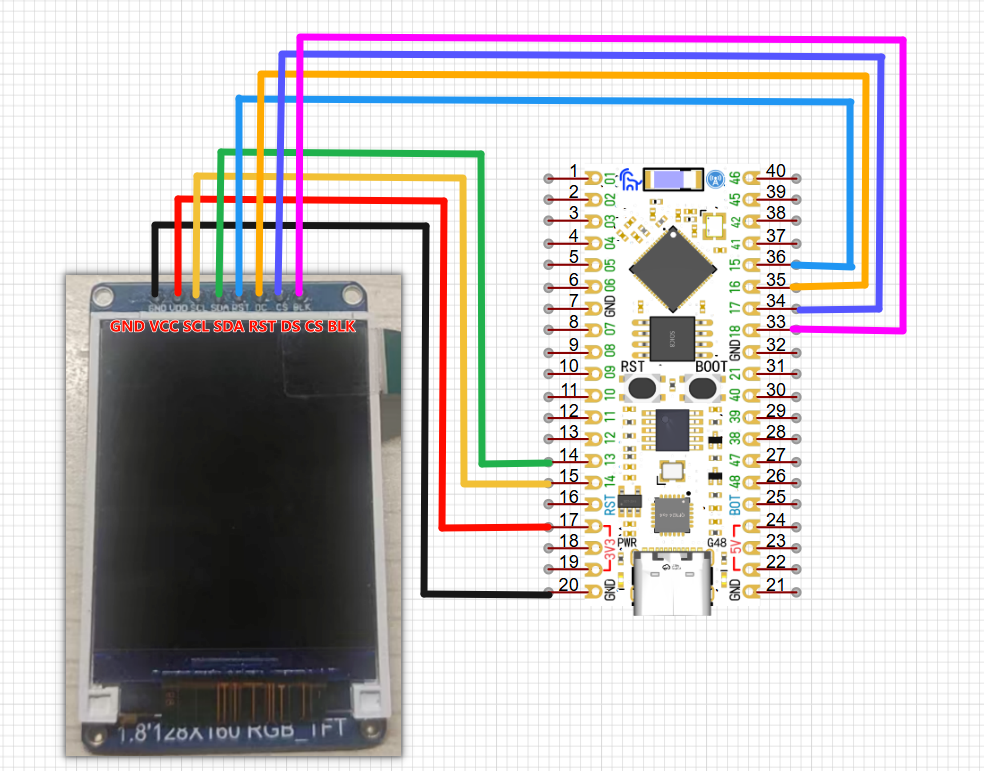 GND VDD SCL SDA RST DC CS BLK
GND VCC SCL SDA RST DS CS BLK
1.8'128X160 RGB_TFT
1 01 46 40
2 02 45 39
3 03 42 38
4 04 41 37
5 05 15 36
6 06 16 35
7 GND 17 34
8 07 18 33
9 08 GND 32
10 09 21 31
RST BOOT
11 10 40 30
12 11 39 29
13 12 38 28
14 13 47 27
15 14 48 26
16 RST BOT 25
17 24
18 3V3 PWR G48 5V 23
19 22
20 GND GND 21